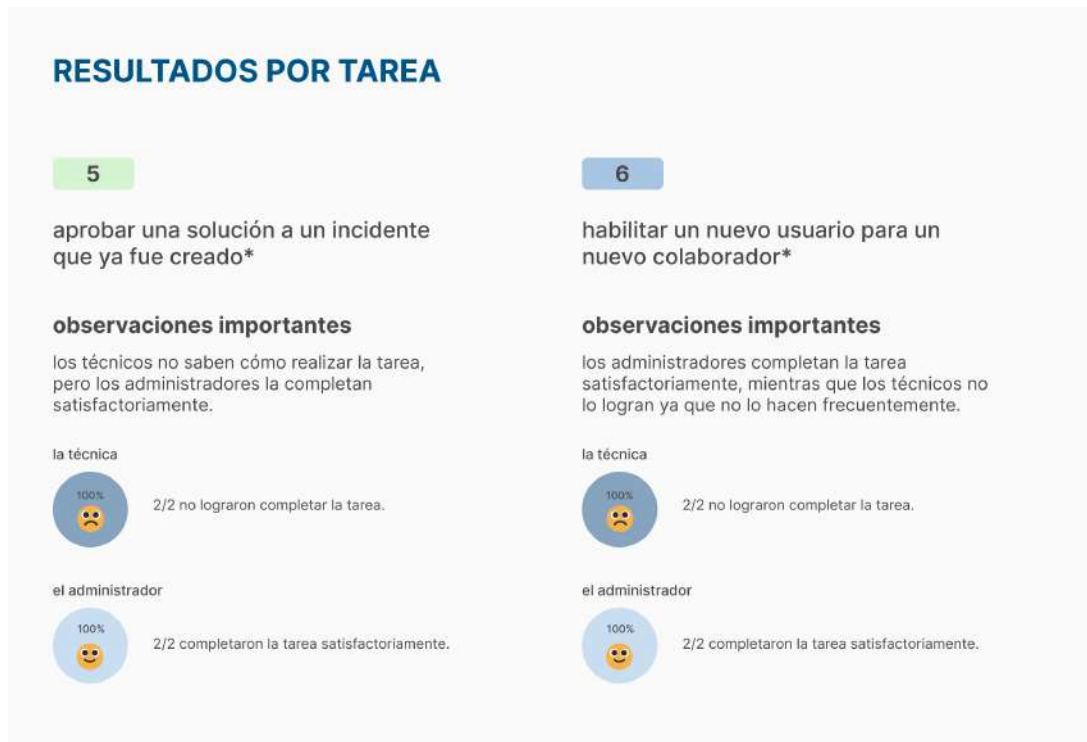 RESULTADOS POR TAREA
5
aprobar una solución a un incidente
que ya fue creado*
observaciones importantes
los técnicos no saben cómo realizar la tarea,
pero los administradores la completan
satisfactoriamente.
la técnica
100%
2/2 no lograron completar la tarea.
el administrador
100%
2/2 completaron la tarea satisfactoriamente.
6
habilitar un nuevo usuario para un
nuevo colaborador*
observaciones importantes
los administradores completan la tarea
satisfactoriamente, mientras que los técnicos no
lo logran ya que no lo hacen frecuentemente.
la técnica
100%
2/2 no lograron completar la tarea.
el administrador
100%
2/2 completaron la tarea satisfactoriamente.